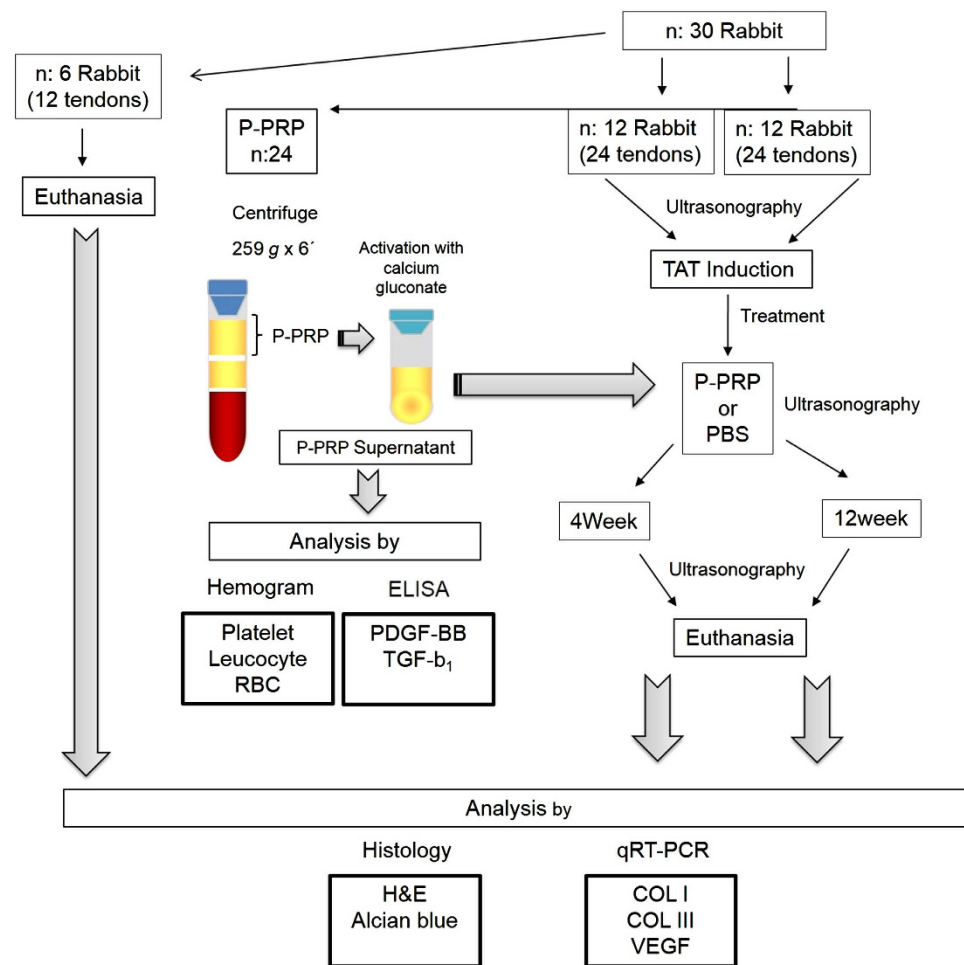 n: 30 Rabbit
n: 6 Rabbit
(12 tendons)
P-PRP
n:24
n: 12 Rabbit
(24 tendons)
n: 12 Rabbit
(24 tendons)
Euthanasia
Ultrasonography
Centrifuge
259 g x 6´
Activation with
calcium
gluconate
TAT Induction
P-PRP
Treatment
P-PRP
or
PBS
Ultrasonography
P-PRP Supernatant
4Week
12week
Analysis by
Ultrasonography
Hemogram
ELISA
Platelet
Leucocyte
RBC
PDGF-BB
TGF-b₁
Euthanasia
Analysis by
Histology
qRT-PCR
H&E
Alcian blue
COL I
COL III
VEGF